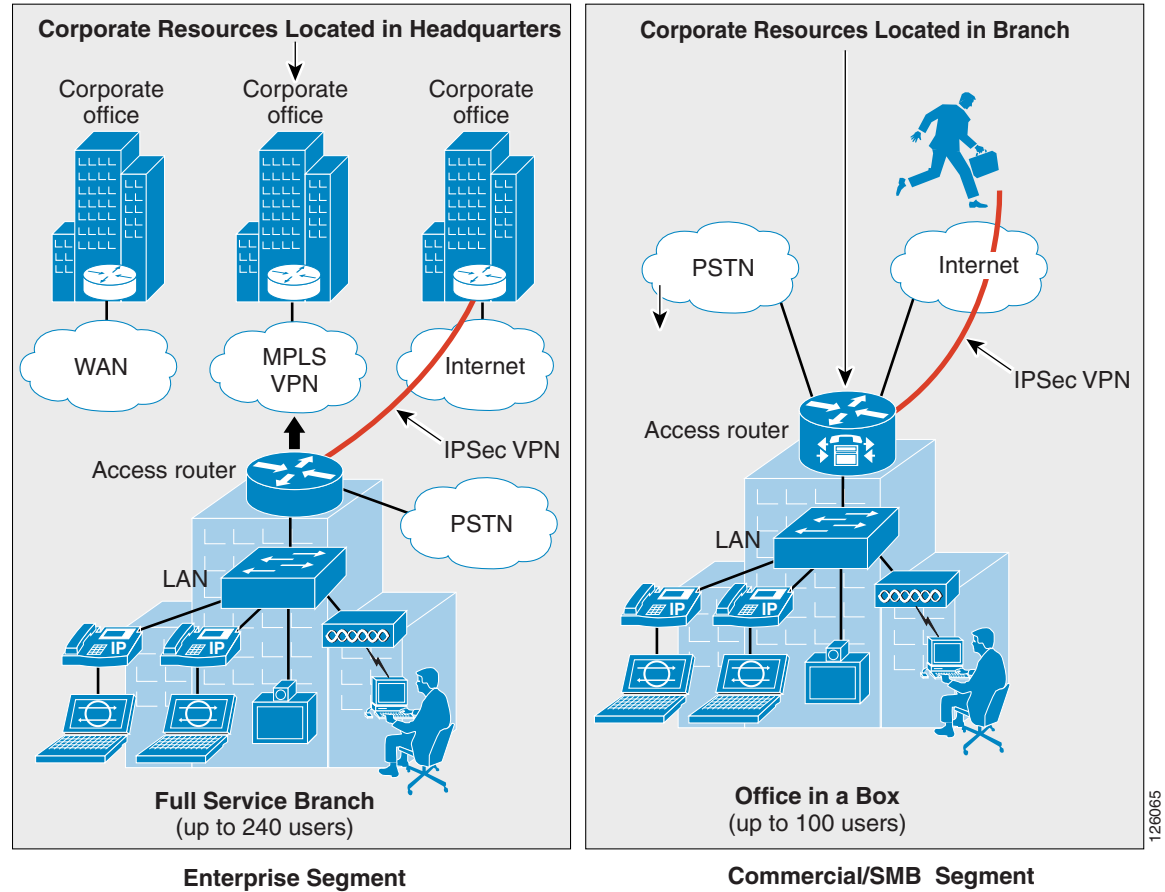 Corporate Resources Located in Headquarters
Corporate
office
Corporate
office
Corporate
office
WAN
MPLS
VPN
Internet
IPSec VPN
Access router
PSTN
LAN
IP
IP
Full Service Branch
(up to 240 users)
Enterprise Segment
Corporate Resources Located in Branch
PSTN
Internet
IPSec VPN
Access router
LAN
IP
IP
Office in a Box
(up to 100 users)
Commercial/SMB Segment
126065